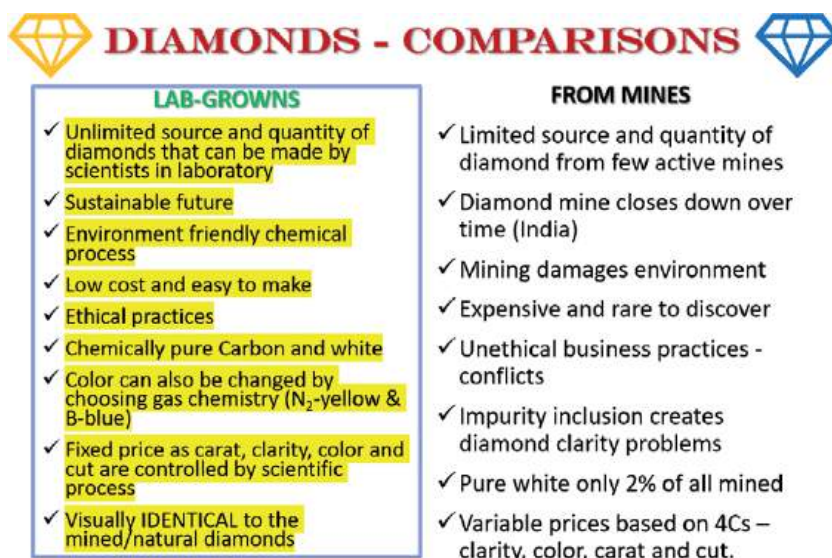 DIAMONDS - COMPARISONS
LAB-GROWNS
✓ Unlimited source and quantity of
diamonds that can be made by
scientists in laboratory
✓ Sustainable future
✓ Environment friendly chemical
process
✓ Low cost and easy to make
✓ Ethical practices
✓ Chemically pure Carbon and white
✓ Color can also be changed by
choosing gas chemistry (N₂-yellow &
B-blue)
✓ Fixed price as carat, clarity, color and
cut are controlled by scientific
process
✓ Visually IDENTICAL to the
mined/natural diamonds
FROM MINES
✓ Limited source and quantity of
diamond from few active mines
✓ Diamond mine closes down over
time (India)
✓ Mining damages environment
✓ Expensive and rare to discover
✓ Unethical business practices -
conflicts
✓ Impurity inclusion creates
diamond clarity problems
✓ Pure white only 2% of all mined
✓ Variable prices based on 4Cs –
clarity, color, carat and cut.